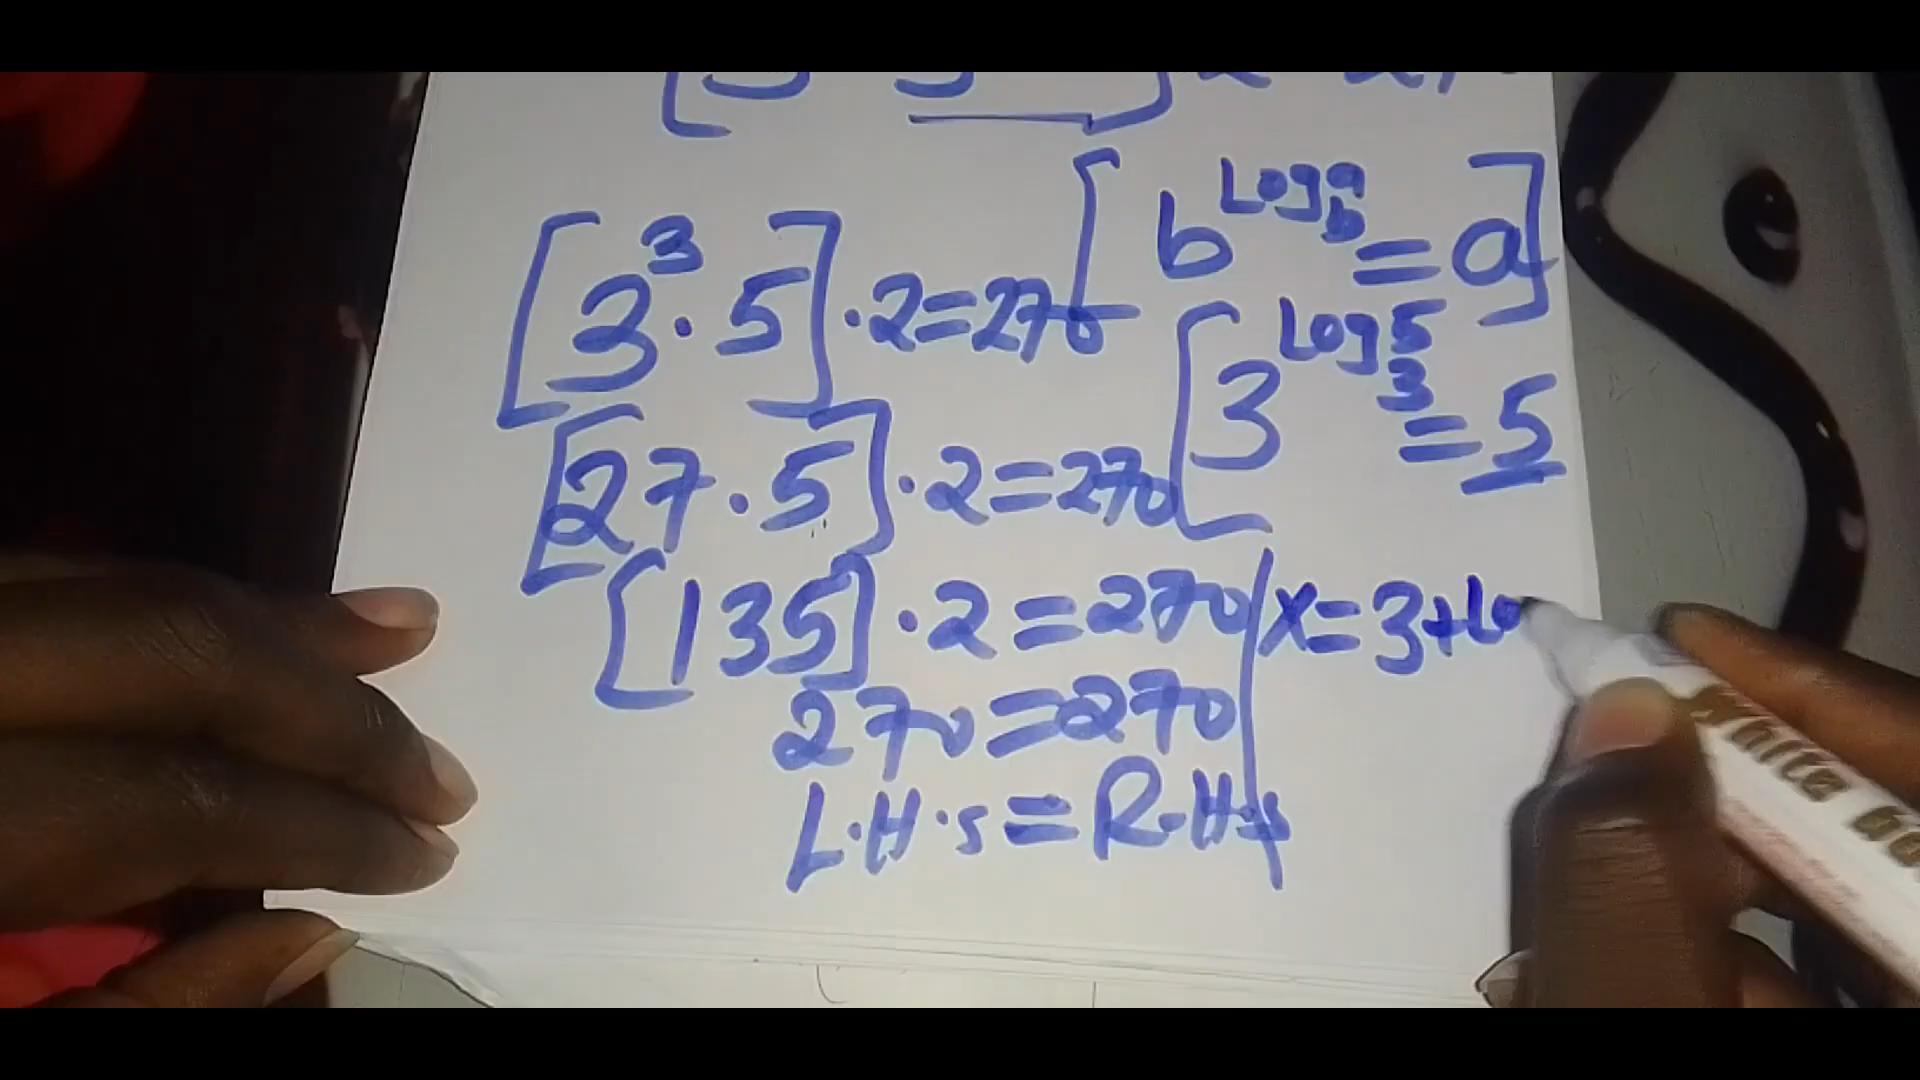 [3³·5]·2=270
[b^Log_b a = a]
[27·5]·2=270
[3^Log_3 5 = 5]
[135]·2=270
x=3+Lo
270=270
L.H.s=R.H.s
White